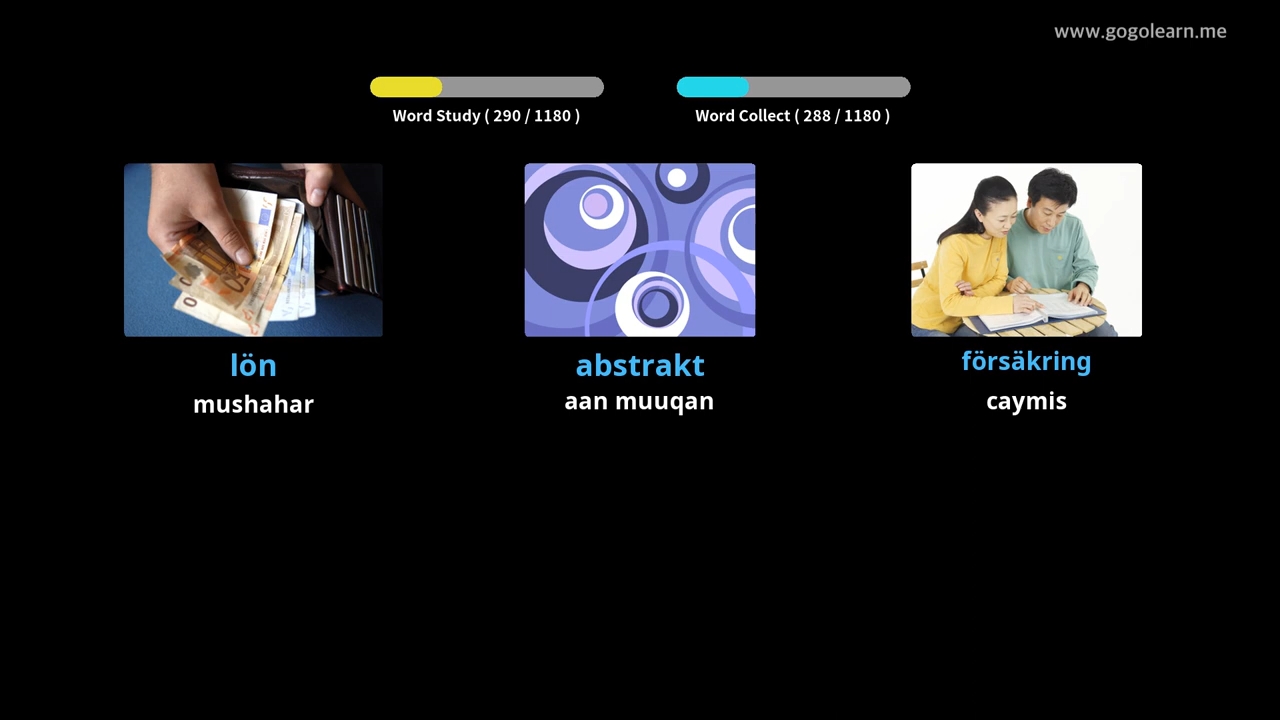 www.gogolearn.me
Word Study ( 290 / 1180 )
Word Collect ( 288 / 1180 )
lön
abstrakt
försäkring
mushahar
aan muuqan
caymis